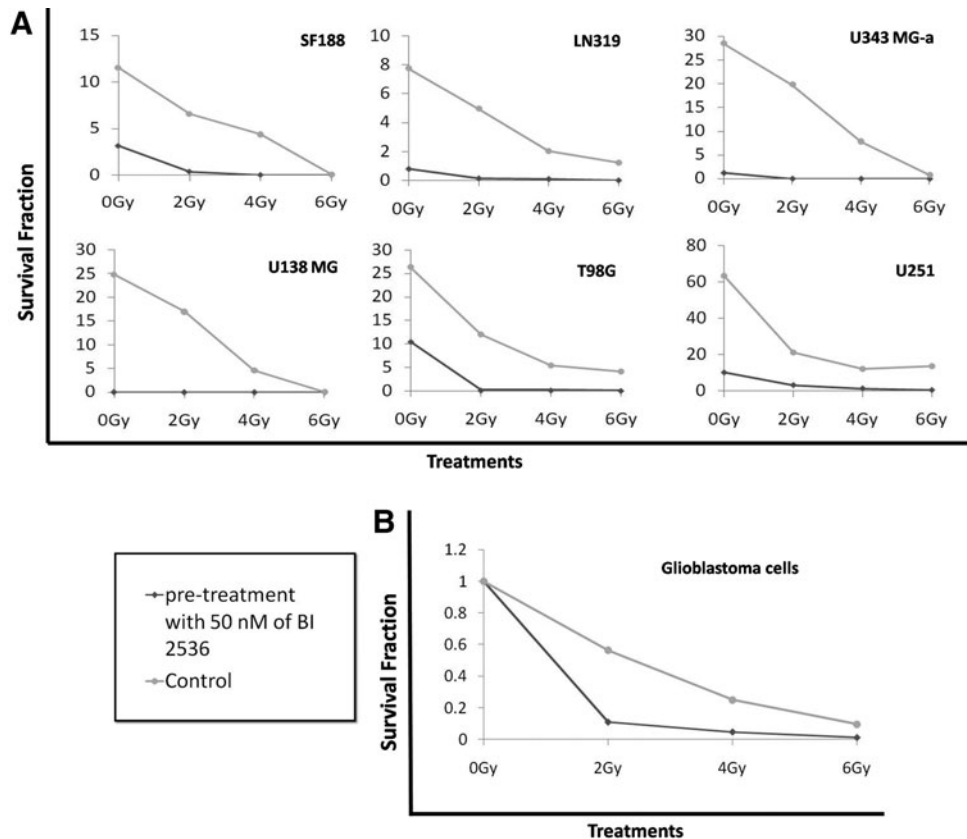 A
SF188
15
10
5
0
0Gy 2Gy 4Gy 6Gy
LN319
10
8
6
4
2
0
0Gy 2Gy 4Gy 6Gy
U343 MG-a
30
25
20
15
10
5
0
0Gy 2Gy 4Gy 6Gy
Survival Fraction
U138 MG
30
25
20
15
10
5
0
0Gy 2Gy 4Gy 6Gy
T98G
30
25
20
15
10
5
0
0Gy 2Gy 4Gy 6Gy
U251
80
60
40
20
0
0Gy 2Gy 4Gy 6Gy
Treatments
pre-treatment
with 50 nM of BI
2536
Control
B
Glioblastoma cells
Survival Fraction
1.2
1
0.8
0.6
0.4
0.2
0
0Gy 2Gy 4Gy 6Gy
Treatments